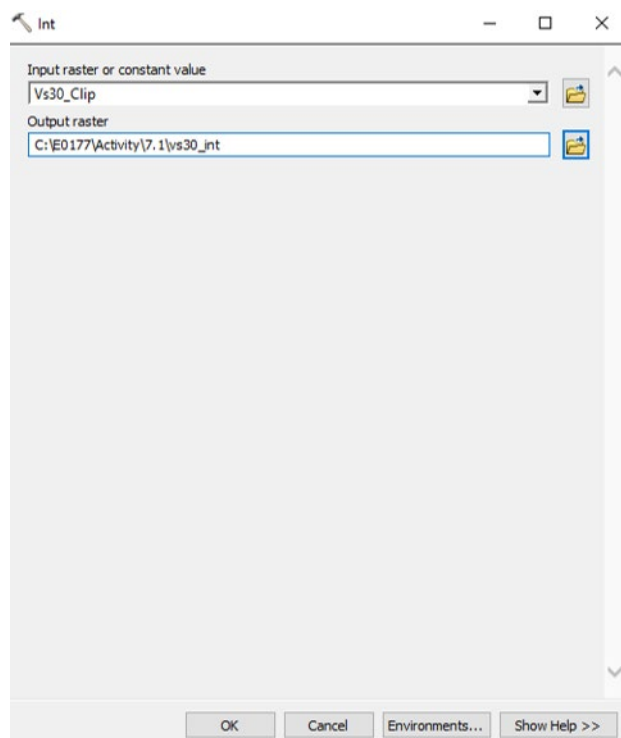 Int
Input raster or constant value
Vs30_Clip
Output raster
C:\E0177\Activity\7.1\vs30_int
OK Cancel Environments... Show Help >>